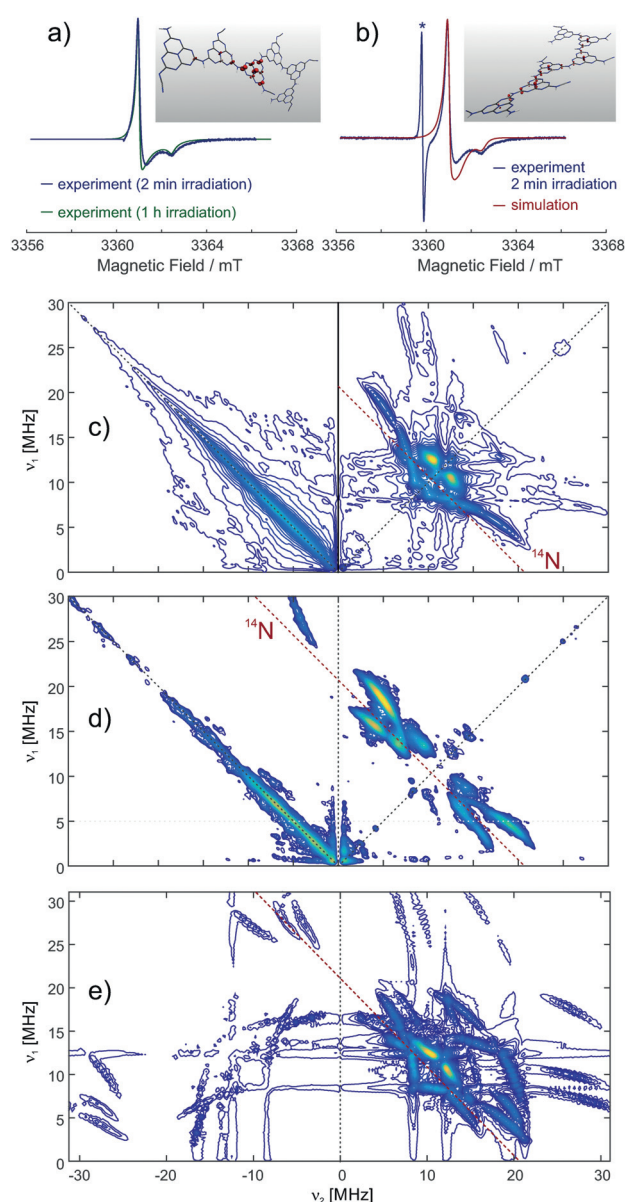 a)
b)
*
experiment (2 min irradiation)
experiment (1 h irradiation)
experiment
2 min irradiation
simulation
3356 3360 3364 3368
3356 3360 3364 3368
Magnetic Field / mT
Magnetic Field / mT
30
25
20
15
10
5
0
ν₁ [MHz]
c)
¹⁴N
30
25
20
15
10
5
0
ν₁ [MHz]
d)
¹⁴N
30
25
20
15
10
5
0
ν₁ [MHz]
e)
-30 -20 -10 0 10 20 30
ν₂ [MHz]